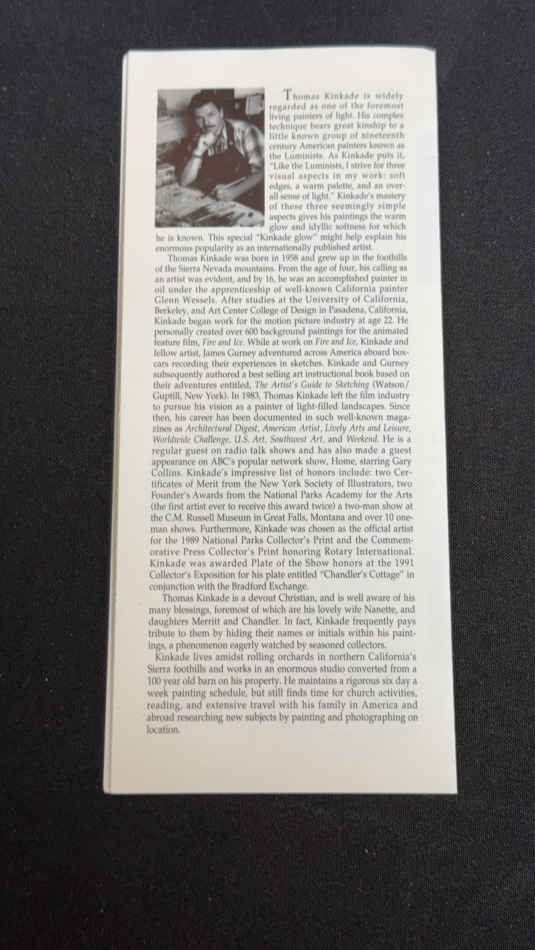 Thomas Kinkade is widely
regarded as one of the foremost
living painters of light. His complex
technique bears great kinship to a
little known group of nineteenth
century American painters known as
the Luminists. As Kinkade puts it,
"Like the Luminists, I strive for three
visual aspects in my work: soft
edges, a warm palette, and an over-
all sense of light." Kinkade's mastery
of these three seemingly simple
aspects gives his paintings the warm
glow and idyllic softness for which
he is known. This special "Kinkade glow" might help explain his
enormous popularity as an internationally published artist.
Thomas Kinkade was born in 1958 and grew up in the foothills
of the Sierra Nevada mountains. From the age of four, his calling as
an artist was evident, and by 16, he was an accomplished painter in
oil under the apprenticeship of well-known California painter
Glenn Wessels. After studies at the University of California,
Berkeley, and Art Center College of Design in Pasadena, California,
Kinkade began work for the motion picture industry at age 22. He
personally created over 600 background paintings for the animated
feature film, Fire and Ice. While at work on Fire and Ice, Kinkade and
fellow artist, James Gurney adventured across America aboard box-
cars recording their experiences in sketches. Kinkade and Gurney
subsequently authored a best selling art instructional book based on
their adventures entitled, The Artist's Guide to Sketching (Watson/
Guptill, New York). In 1983, Thomas Kinkade left the film industry
to pursue his vision as a painter of light-filled landscapes. Since
then, his career has been documented in such well-known maga-
zines as Architectural Digest, American Artist, Lively Arts and Leisure,
Worldwide Challenge, U.S. Art, Southwest Art, and Weekend. He is a
regular guest on radio talk shows and has also made a guest
appearance on ABC's popular network show, Home, starring Gary
Collins. Kinkade's impressive list of honors include: two Cer-
tificates of Merit from the New York Society of Illustrators, two
Founder's Awards from the National Parks Academy for the Arts
(the first artist ever to receive this award twice) a two-man show at
the C.M. Russell Museum in Great Falls, Montana and over 10 one-
man shows. Furthermore, Kinkade was chosen as the official artist
for the 1989 National Parks Collector's Print and the Commem-
orative Press Collector's Print honoring Rotary International.
Kinkade was awarded Plate of the Show honors at the 1991
Collector's Exposition for his plate entitled "Chandler's Cottage" in
conjunction with the Bradford Exchange.
Thomas Kinkade is a devout Christian, and is well aware of his
many blessings, foremost of which are his lovely wife Nanette, and
daughters Merritt and Chandler. In fact, Kinkade frequently pays
tribute to them by hiding their names or initials within his paint-
ings, a phenomenon eagerly watched by seasoned collectors.
Kinkade lives amidst rolling orchards in northern California's
Sierra foothills and works in an enormous studio converted from a
100 year old barn on his property. He maintains a rigorous six day a
week painting schedule, but still finds time for church activities,
reading, and extensive travel with his family in America and
abroad researching new subjects by painting and photographing on
location.